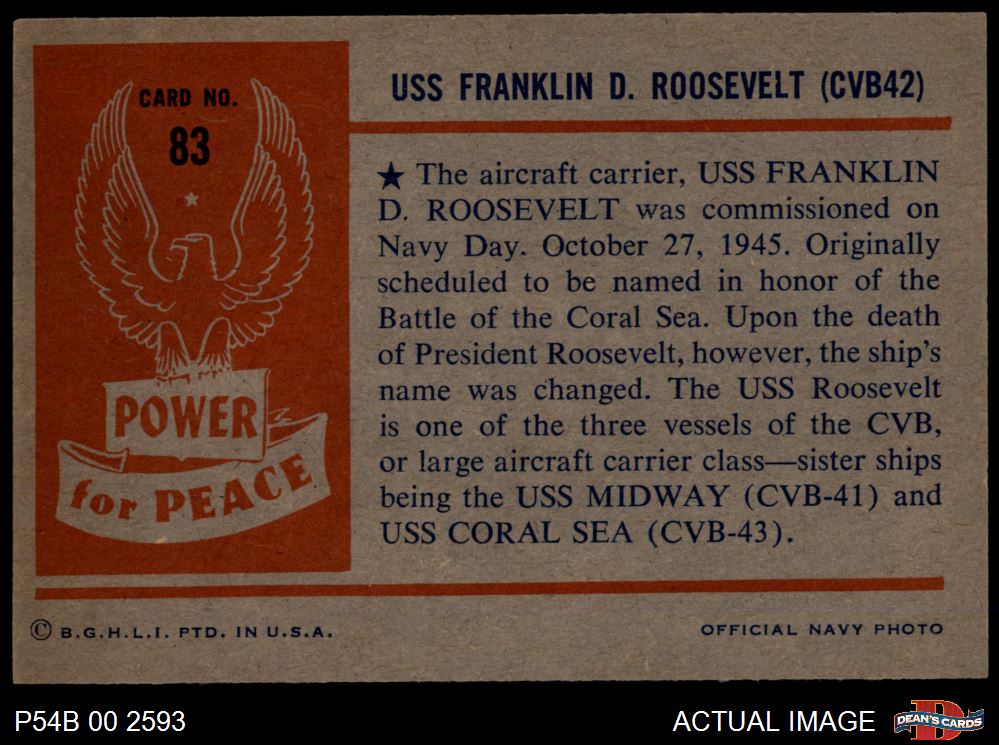 CARD NO.
83
POWER
for PEACE
USS FRANKLIN D. ROOSEVELT (CVB42)
★ The aircraft carrier, USS FRANKLIN
D. ROOSEVELT was commissioned on
Navy Day. October 27, 1945. Originally
scheduled to be named in honor of the
Battle of the Coral Sea. Upon the death
of President Roosevelt, however, the ship's
name was changed. The USS Roosevelt
is one of the three vessels of the CVB,
or large aircraft carrier class—sister ships
being the USS MIDWAY (CVB-41) and
USS CORAL SEA (CVB-43).
© B.G.H.L.I. PTD. IN U.S.A.
OFFICIAL NAVY PHOTO
P54B 00 2593
ACTUAL IMAGE
D
DEAN'S CARDS